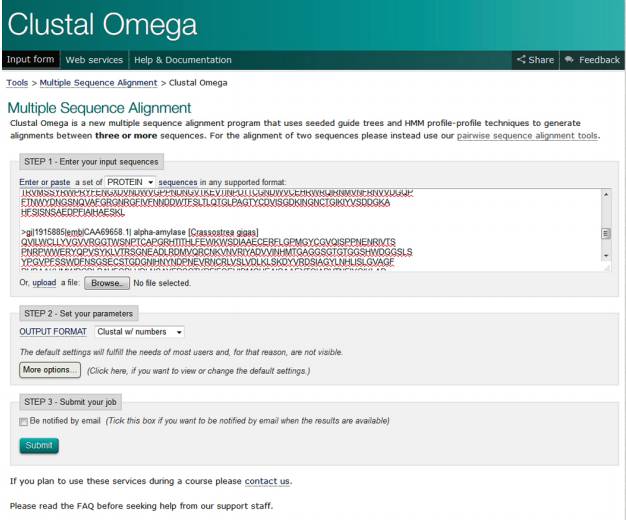 Clustal Omega
Input form Web services Help & Documentation Share Feedback
Tools > Multiple Sequence Alignment > Clustal Omega
Multiple Sequence Alignment
Clustal Omega is a new multiple sequence alignment program that uses seeded guide trees and HMM profile-profile techniques to generate
alignments between three or more sequences. For the alignment of two sequences please instead use our pairwise sequence alignment tools.
STEP 1 - Enter your input sequences
Enter or paste a set of PROTEIN sequences in any supported format:
FTNWYDNGSNQVAFGRGNRGFIVFNNDDWTFSLTLQTGLPAGTYCDVISGDKINGNCTGIKIYVSDDGKA
HFSISNSAEDPFIAIHAESKL
>gi|1915885|emb|CAA69658.1| alpha-amylase [Crassostrea gigas]
QVILWCLLYVGVVRGGTWSNPTCAPGRHTITHLFEWKWSDIAAECERFLGPMGYCGVQISPPNENRIVTS
PNRPWWERYQPVSYKLVTRSGNEADLRDMVQRCNKVNVRIYADVVINHMTGAGGSGTGTGGSHWDGGSLS
YPGVPFSSWDFNSGSECSTGDGNIHNYNDPNEVRNCRLVSLVDLKLSKDYVRDSIAGYLNHLISLGVAGF
Or, upload a file: Browse.. No file selected.
STEP 2 - Set your parameters
OUTPUT FORMAT Clustal w/ numbers
The default settings will fulfill the needs of most users and, for that reason, are not visible.
More options... (Click here, if you want to view or change the default settings.)
STEP 3 - Submit your job
Be notified by email (Tick this box if you want to be notified by email when the results are available)
Submit
If you plan to use these services during a course please contact us.
Please read the FAQ before seeking help from our support staff.